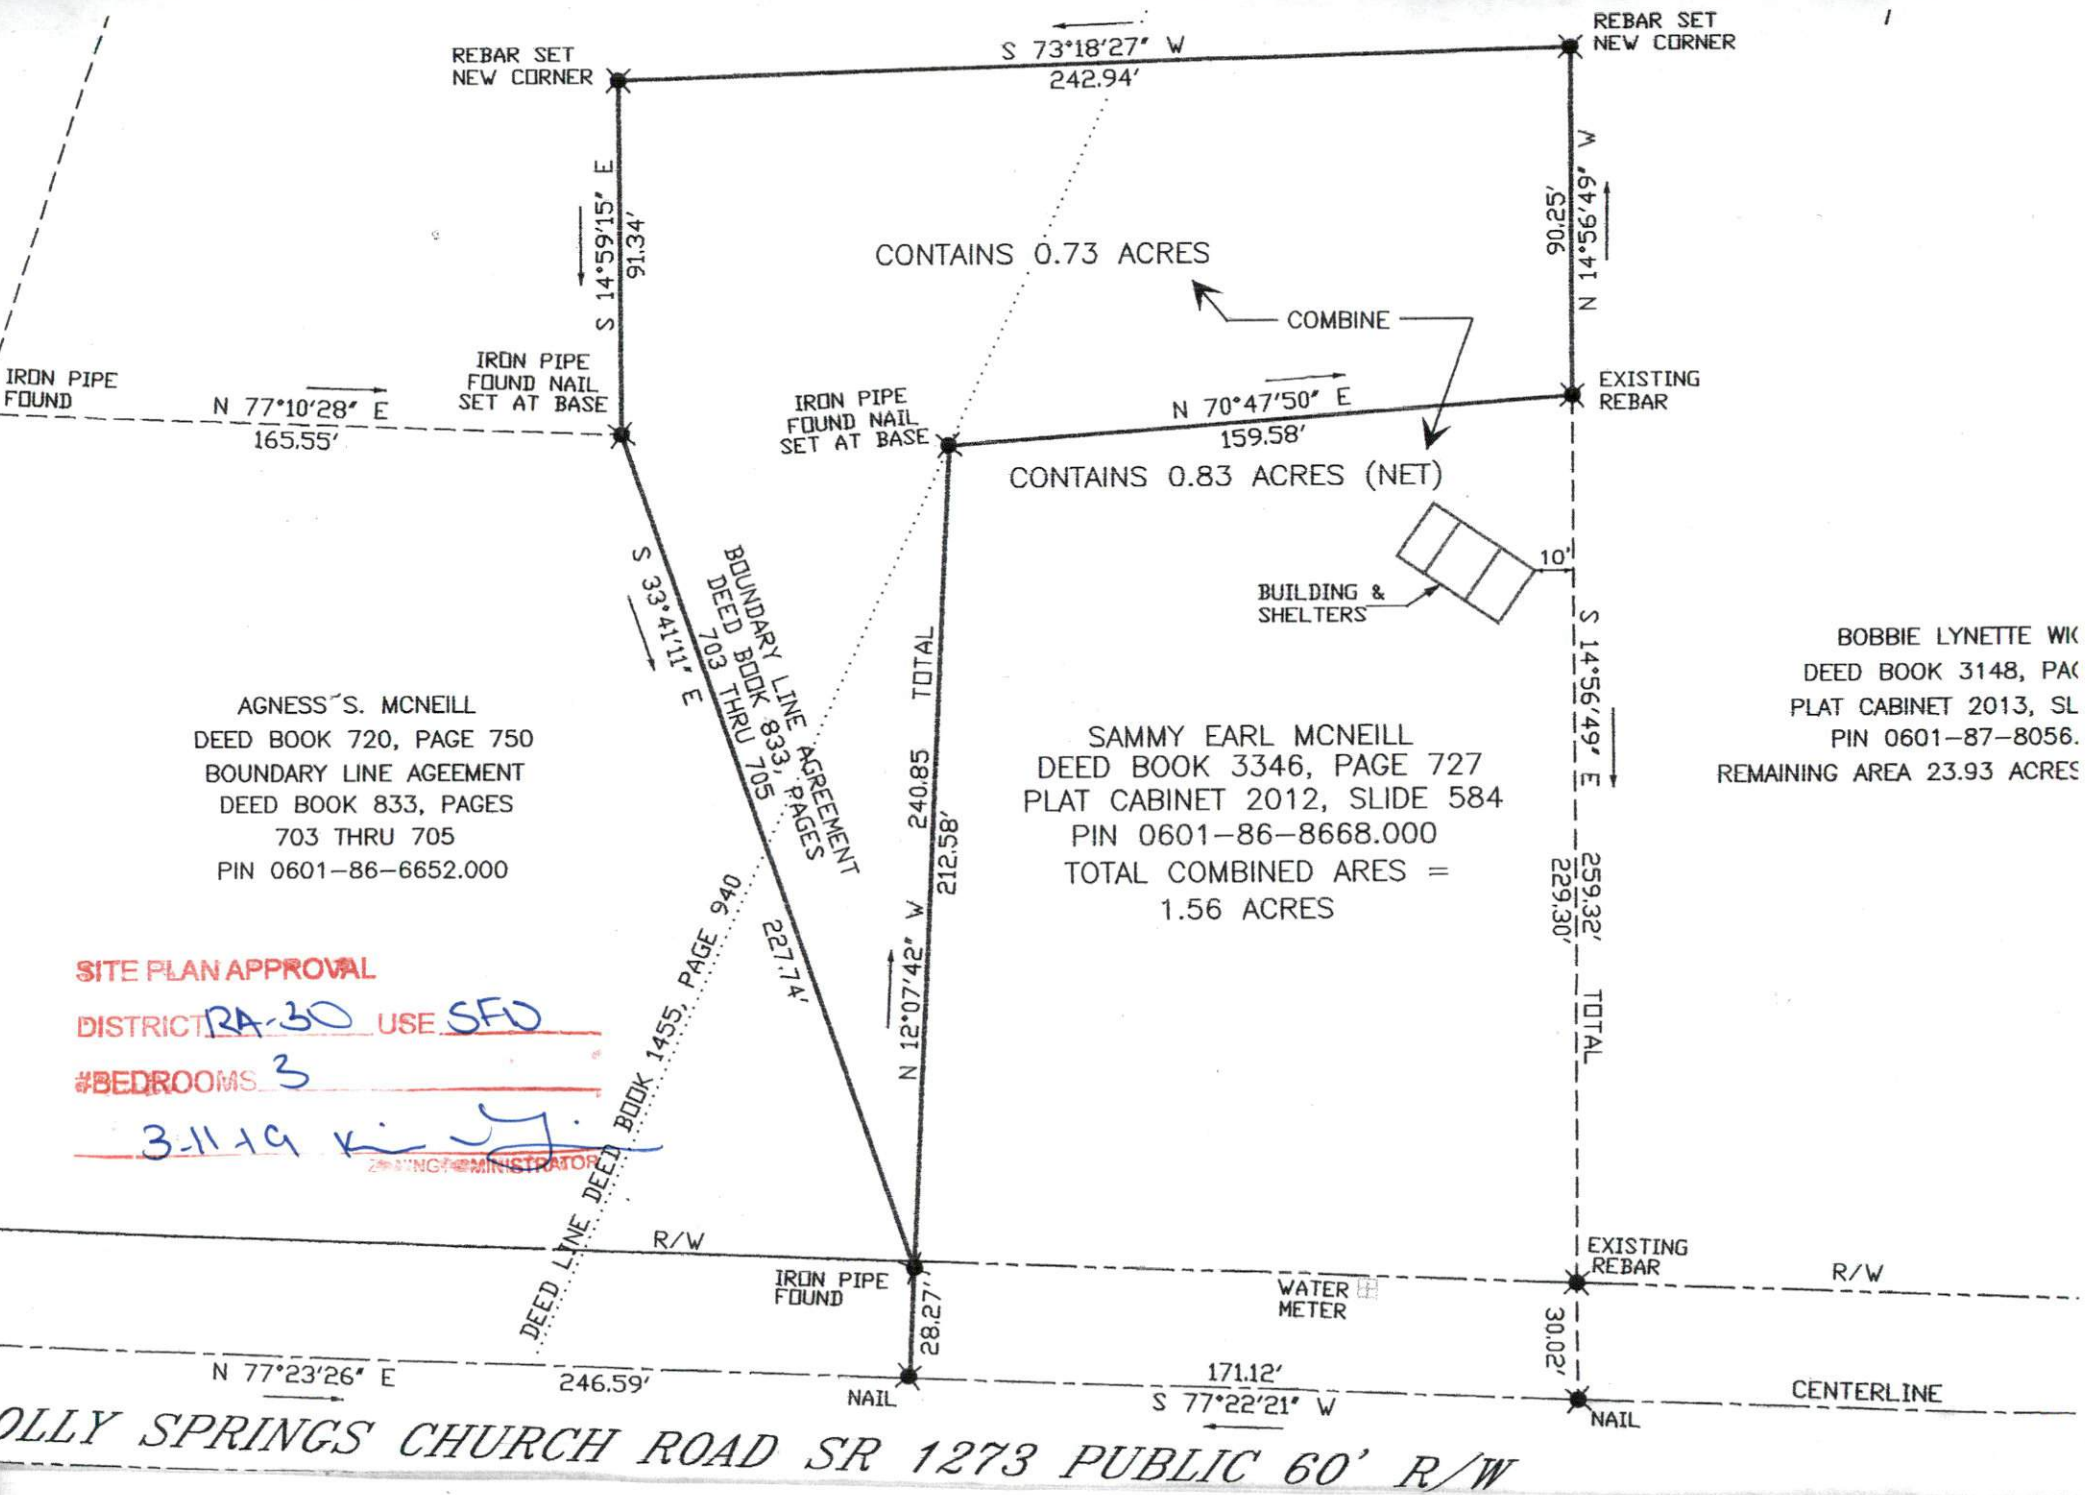 REBAR SET
NEW CORNER
S 73°18'27" W
242.94'
REBAR SET
NEW CORNER
S 14°59'15" E
91.34'
CONTAINS 0.73 ACRES
COMBINE
90.25'
N 14°56'49" W
IRON PIPE
FOUND
N 77°10'28" E
165.55'
IRON PIPE
FOUND NAIL
SET AT BASE
IRON PIPE
FOUND NAIL
SET AT BASE
N 70°47'50" E
159.58'
EXISTING
REBAR
CONTAINS 0.83 ACRES (NET)
10'
BUILDING &
SHELTERS
S 33°41'11" E
227.74'
BOUNDARY LINE AGREEMENT
DEED BOOK 833, PAGES
703 THRU 705
N 12°07'42" W 240.85 TOTAL
212.58'
S 14°56'49" E 259.32' TOTAL
229.30'
BOBBIE LYNETTE
DEED BOOK 3148,
PLAT CABINET 2013, SL
PIN 0601-87-8056.
REMAINING AREA 23.93 ACRES
AGNESS S. MCNEILL
DEED BOOK 720, PAGE 750
BOUNDARY LINE AGEEMENT
DEED BOOK 833, PAGES
703 THRU 705
PIN 0601-86-6652.000
SAMMY EARL MCNEILL
DEED BOOK 3346, PAGE 727
PLAT CABINET 2012, SLIDE 584
PIN 0601-86-8668.000
TOTAL COMBINED ARES =
1.56 ACRES
SITE PLAN APPROVAL
DISTRICT RA-30 USE SFD
#BEDROOMS 3
3-11-19
ZONING ADMINISTRATOR
DEED LINE DEED BOOK 1455, PAGE 940
R/W
IRON PIPE
FOUND
28.27'
WATER
METER
EXISTING
REBAR
R/W
30.02'
N 77°23'26" E
246.59'
NAIL
171.12'
S 77°22'21" W
NAIL
CENTERLINE
OLLY SPRINGS CHURCH ROAD SR 1273 PUBLIC 60' R/W